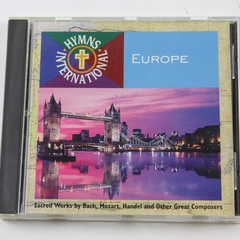 HYMNS
INTERNATIONAL
EUROPE
Sacred Works by Bach, Mozart, Handel and Other Great Composers